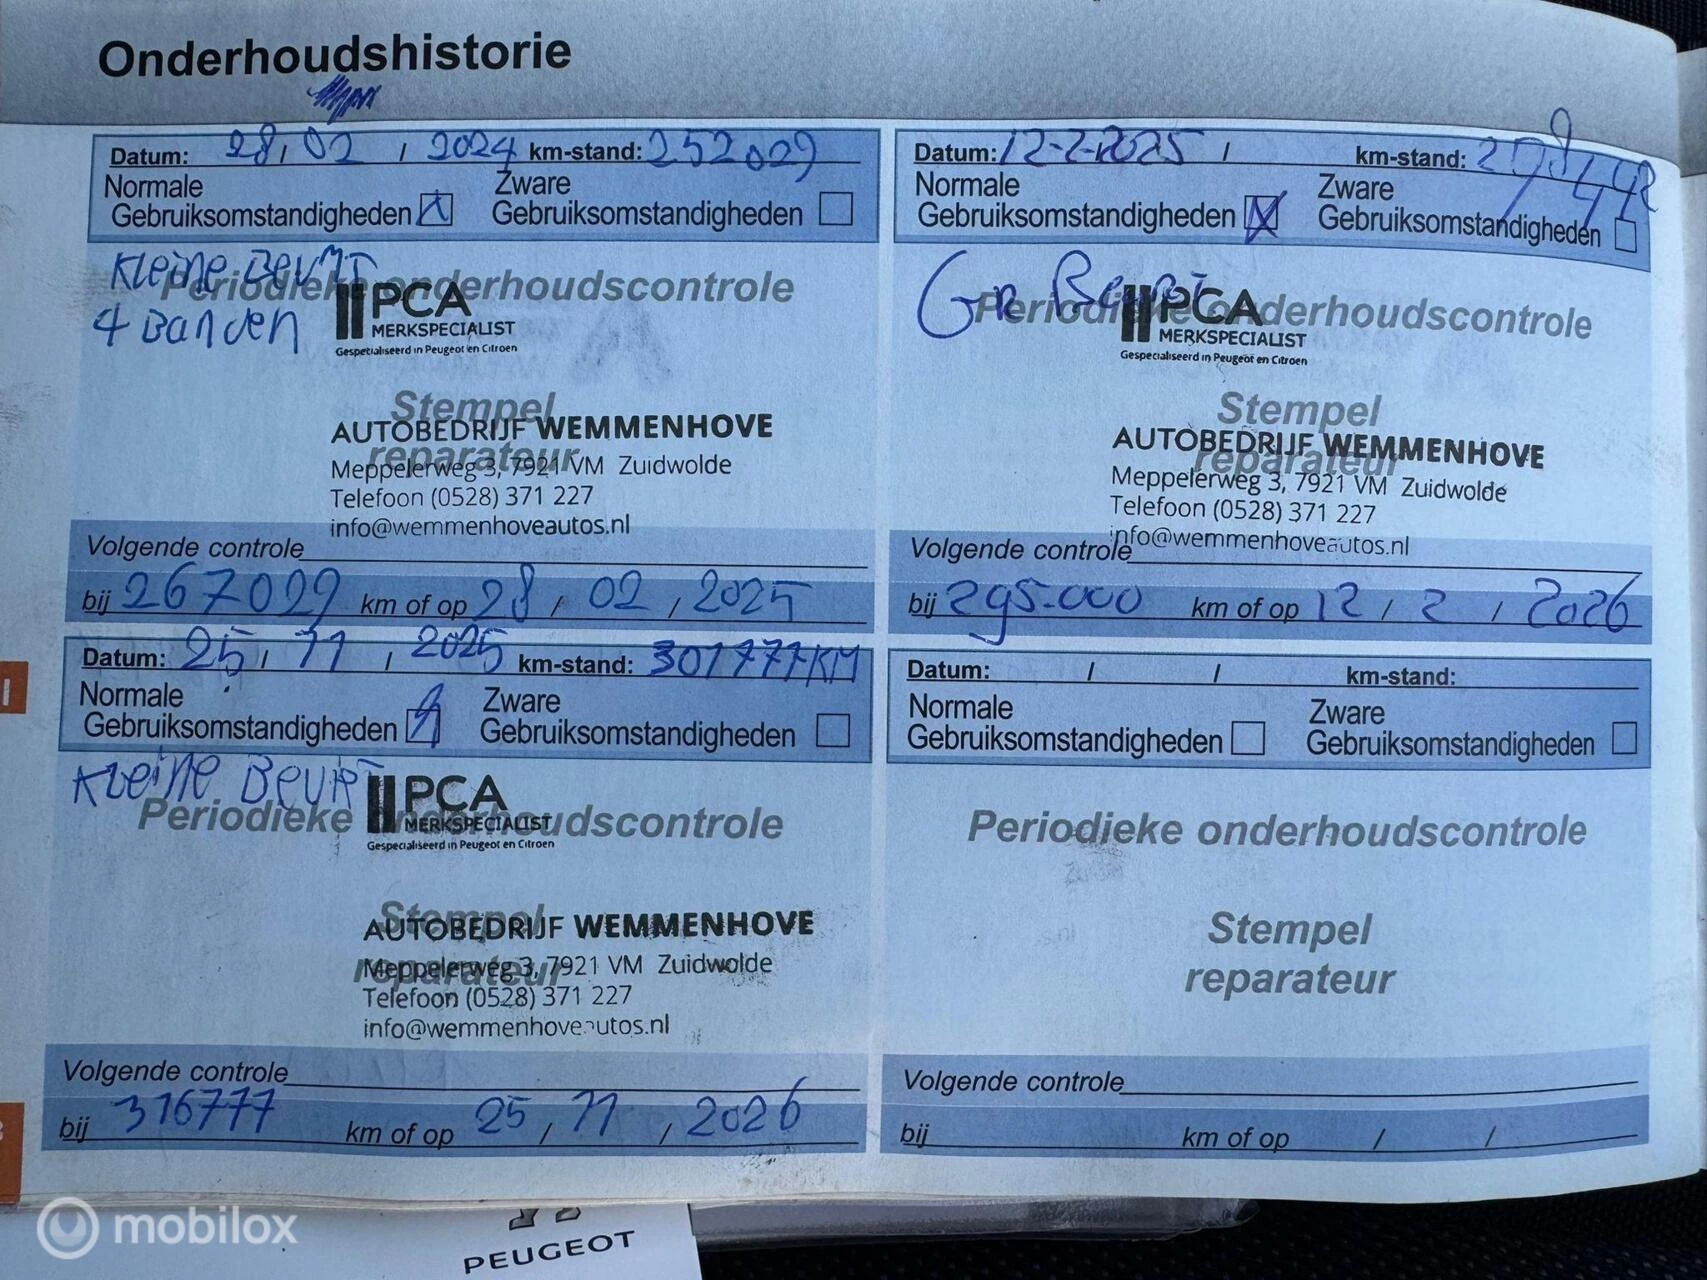 Onderhoudshistorie
Datum: 28 / 02 / 2024 km-stand: 252029
Normale Gebruiksomstandigheden
Zware Gebruiksomstandigheden
Kleine Beurt
4 Banden
Periodieke onderhoudscontrole
PCA
MERKSPECIALIST
Gespecialiseerd in Peugeot en Citroen
Stempel
reparateur
AUTOBEDRIJF WEMMENHOVE
Meppelerweg 3, 7921 VM Zuidwolde
Telefoon (0528) 371 227
info@wemmenhoveautos.nl
Volgende controle
bij 267029 km of op 28 / 02 / 2025
Datum: 12-2-2025 / km-stand:
Normale Gebruiksomstandigheden
Zware Gebruiksomstandigheden
Gr Beurt
Periodieke onderhoudscontrole
PCA
MERKSPECIALIST
Gespecialiseerd in Peugeot en Citroen
Stempel
reparateur
AUTOBEDRIJF WEMMENHOVE
Meppelerweg 3, 7921 VM Zuidwolde
Telefoon (0528) 371 227
info@wemmenhoveautos.nl
Volgende controle
bij 295.000 km of op 12 / 2 / 2026
Datum: 25 / 11 / 2025 km-stand: 301777KM
Normale Gebruiksomstandigheden
Zware Gebruiksomstandigheden
Kleine Beurt
Periodieke onderhoudscontrole
PCA
MERKSPECIALIST
Gespecialiseerd in Peugeot en Citroen
Stempel
reparateur
AUTOBEDRIJF WEMMENHOVE
Meppelerweg 3, 7921 VM Zuidwolde
Telefoon (0528) 371 227
info@wemmenhoveautos.nl
Volgende controle
bij 316777 km of op 25 / 11 / 2026
Datum: / / km-stand:
Normale Gebruiksomstandigheden
Zware Gebruiksomstandigheden
Periodieke onderhoudscontrole
Stempel
reparateur
Volgende controle
bij km of op / /
mobilox
PEUGEOT